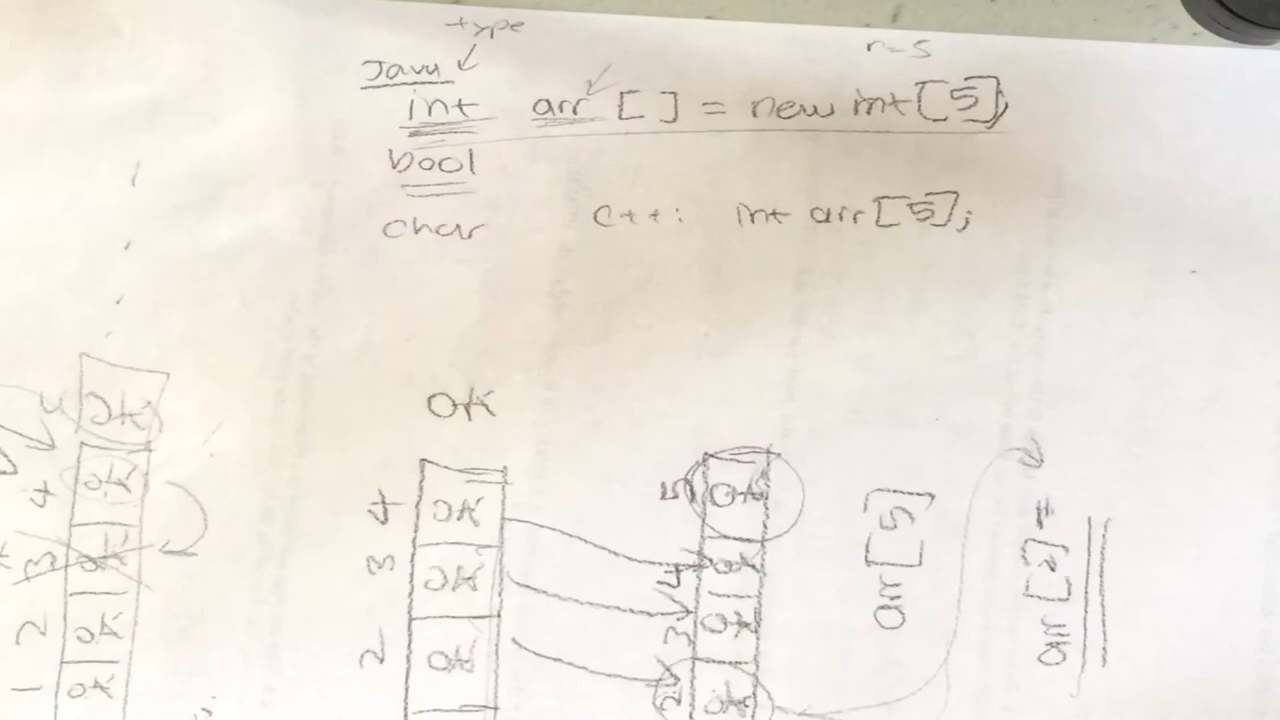 type
r=5
Java
int arr [ ] = new int [5];
bool
char
C++: int arr [5];
OK
OK
OK
4
OK
3
2
OK
1
OK
4
OK
3
OK
2
OK
5
OK
4
OK
3
OK
2
OK
arr [5]
arr [2] =